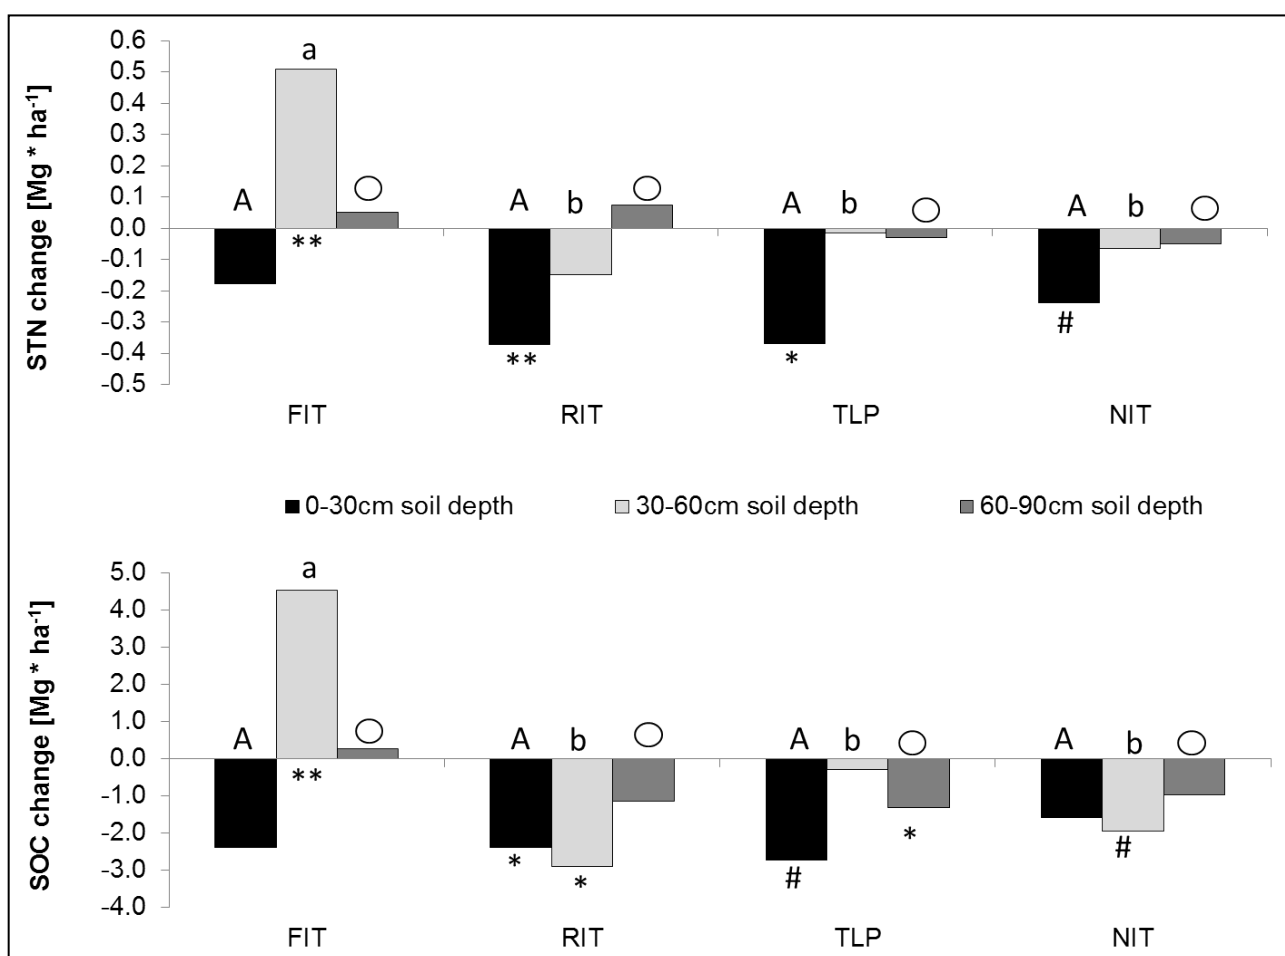 STN change [Mg * ha-1]
0.6
0.5
0.4
0.3
0.2
0.1
0.0
-0.1
-0.2
-0.3
-0.4
-0.5
A a
**
A b
**
A b
*
A b
#
FIT RIT TLP NIT
0-30cm soil depth 30-60cm soil depth 60-90cm soil depth
SOC change [Mg * ha-1]
5.0
4.0
3.0
2.0
1.0
0.0
-1.0
-2.0
-3.0
-4.0
A a
**
A b
* *
A b
# *
A b
#
FIT RIT TLP NIT